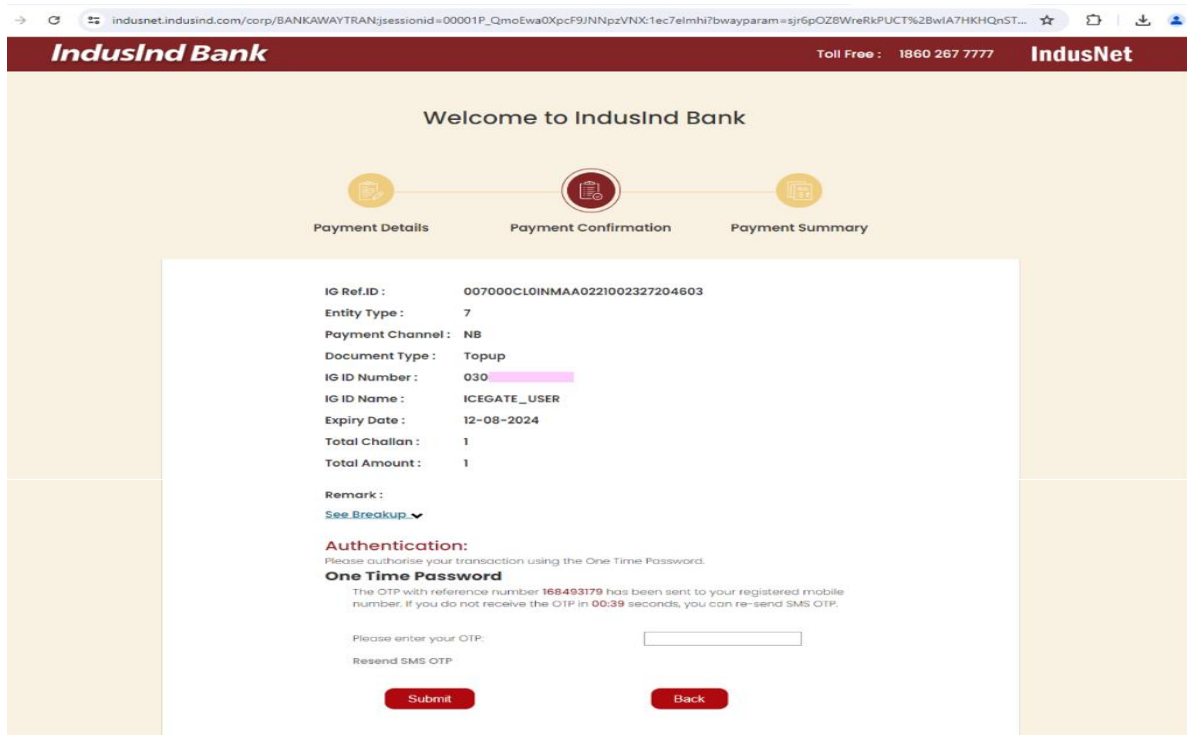 indusnet.indusind.com/corp/BANKAWAYTRAN;jsessionid=00001P_QmoEwa0XpcF9JNNpzVNX:1ec7elmhi?bwayparam=sjr6pOZ8WreRkPUCT%2BwIA7HKHQnST...
IndusInd Bank Toll Free : 1860 267 7777 IndusNet
Welcome to IndusInd Bank
Payment Details Payment Confirmation Payment Summary
IG Ref.ID : 007000CL0INMAA0221002327204603
Entity Type : 7
Payment Channel : NB
Document Type : Topup
IG ID Number : 030
IG ID Name : ICEGATE_USER
Expiry Date : 12-08-2024
Total Challan : 1
Total Amount : 1
Remark :
See Breakup
Authentication:
Please authorise your transaction using the One Time Password.
One Time Password
The OTP with reference number 168493179 has been sent to your registered mobile
number. If you do not receive the OTP in 00:39 seconds, you can re-send SMS OTP.
Please enter your OTP:
Resend SMS OTP
Submit Back